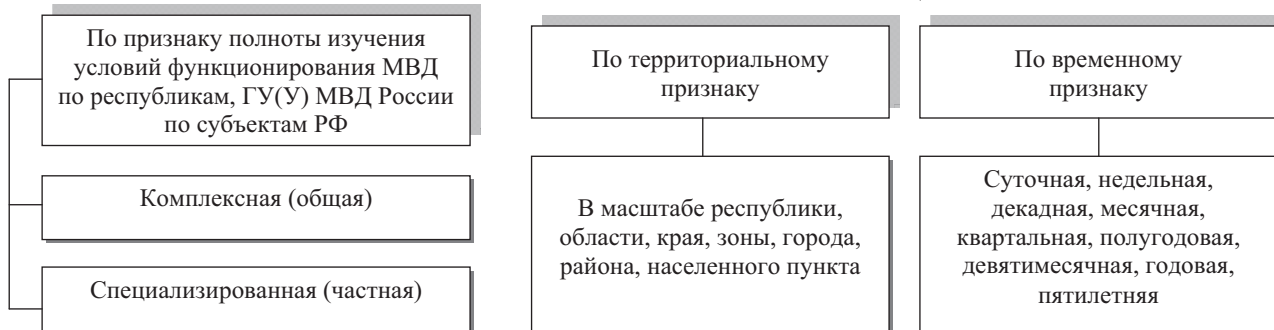 По признаку полноты изучения
условий функционирования МВД
по республикам, ГУ(У) МВД России
по субъектам РФ
Комплексная (общая)
Специализированная (частная)
По территориальному
признаку
В масштабе республики,
области, края, зоны, города,
района, населенного пункта
По временному
признаку
Суточная, недельная,
декадная, месячная,
квартальная, полугодовая,
девятимесячная, годовая,
пятилетняя